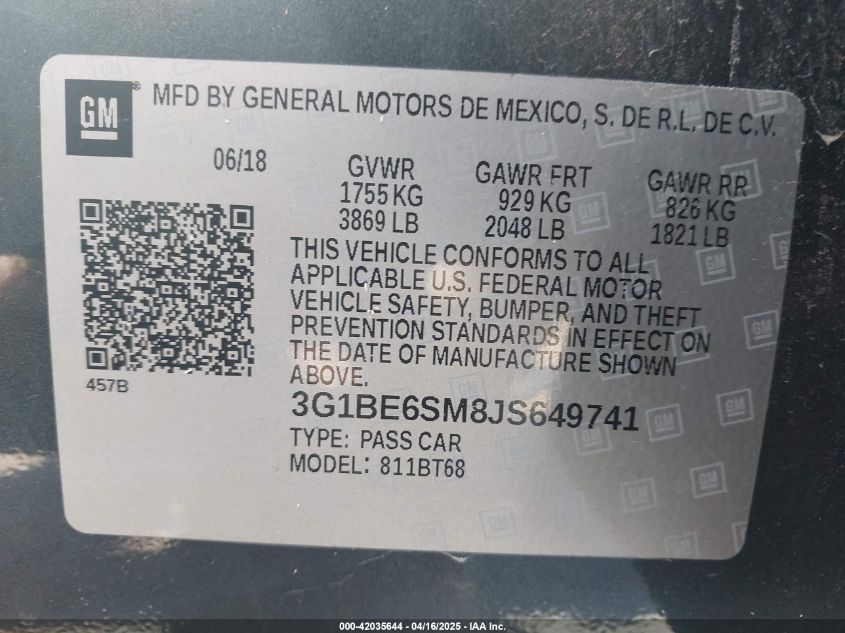 GM ® MFD BY GENERAL MOTORS DE MEXICO, S. DE R.L. DE C.V.
06/18 GVWR GAWR FRT GAWR RR
1755 KG 929 KG 826 KG
3869 LB 2048 LB 1821 LB
THIS VEHICLE CONFORMS TO ALL
APPLICABLE U.S. FEDERAL MOTOR
VEHICLE SAFETY, BUMPER, AND THEFT
PREVENTION STANDARDS IN EFFECT ON
THE DATE OF MANUFACTURE SHOWN
ABOVE.
457B
3G1BE6SM8JS649741
TYPE: PASS CAR
MODEL: 811BT68
000-42035644 - 04/16/2025 - IAA Inc.